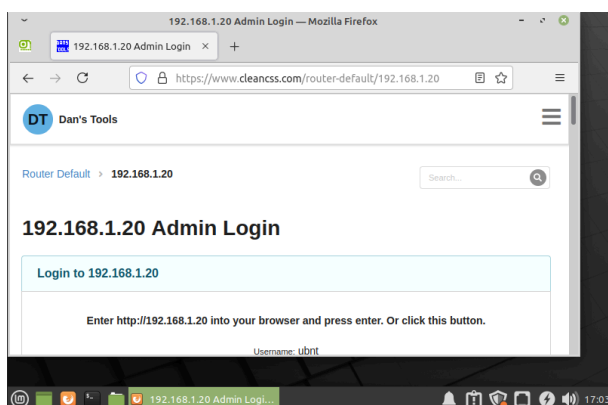 192.168.1.20 Admin Login — Mozilla Firefox
192.168.1.20 Admin Login
https://www.cleancss.com/router-default/192.168.1.20
DT Dan's Tools
Router Default › 192.168.1.20
Search...
192.168.1.20 Admin Login
Login to 192.168.1.20
Enter http://192.168.1.20 into your browser and press enter. Or click this button.
Username: ubnt
192.168.1.20 Admin Logi...
17:03